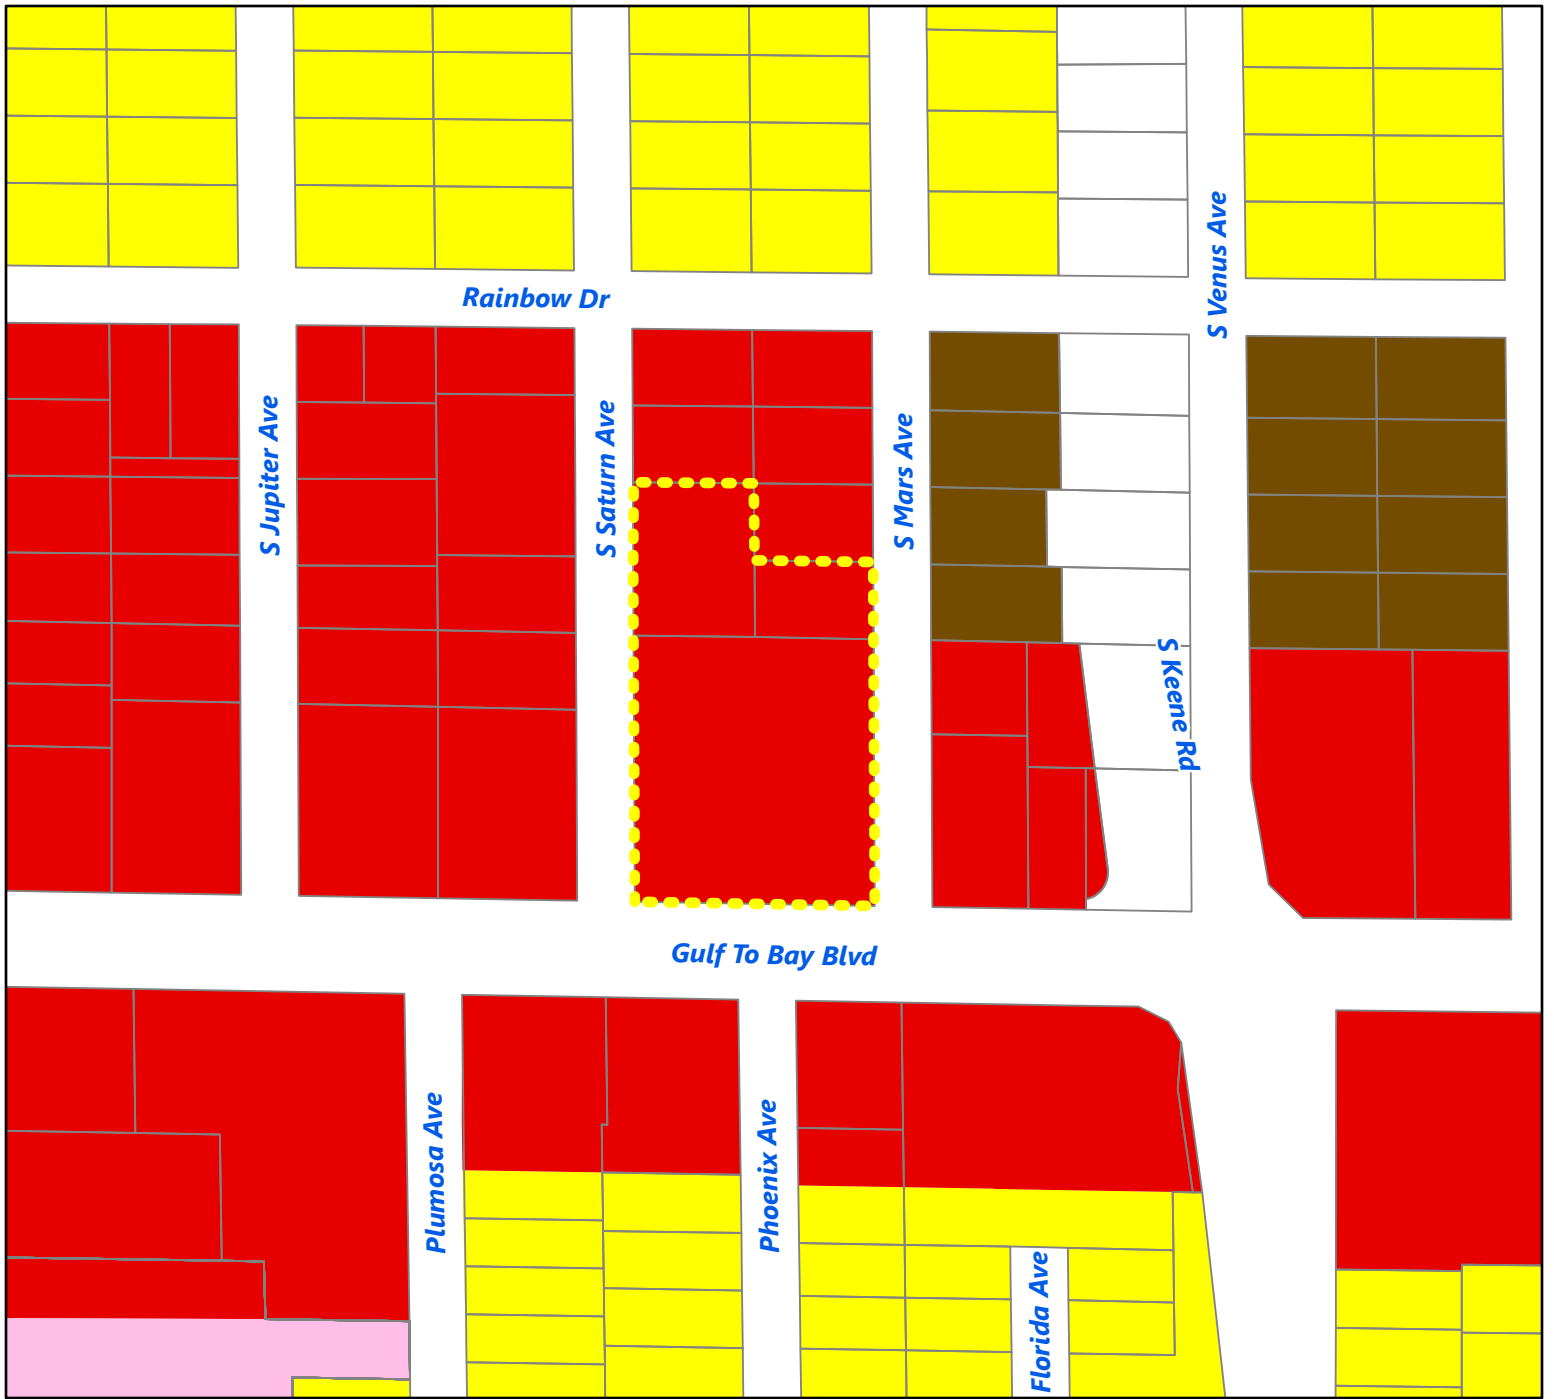 Rainbow Dr
S Venus Ave
S Jupiter Ave
S Saturn Ave
S Mars Ave
S Keene Rd
Gulf To Bay Blvd
Plumosa Ave
Phoenix Ave
Florida Ave